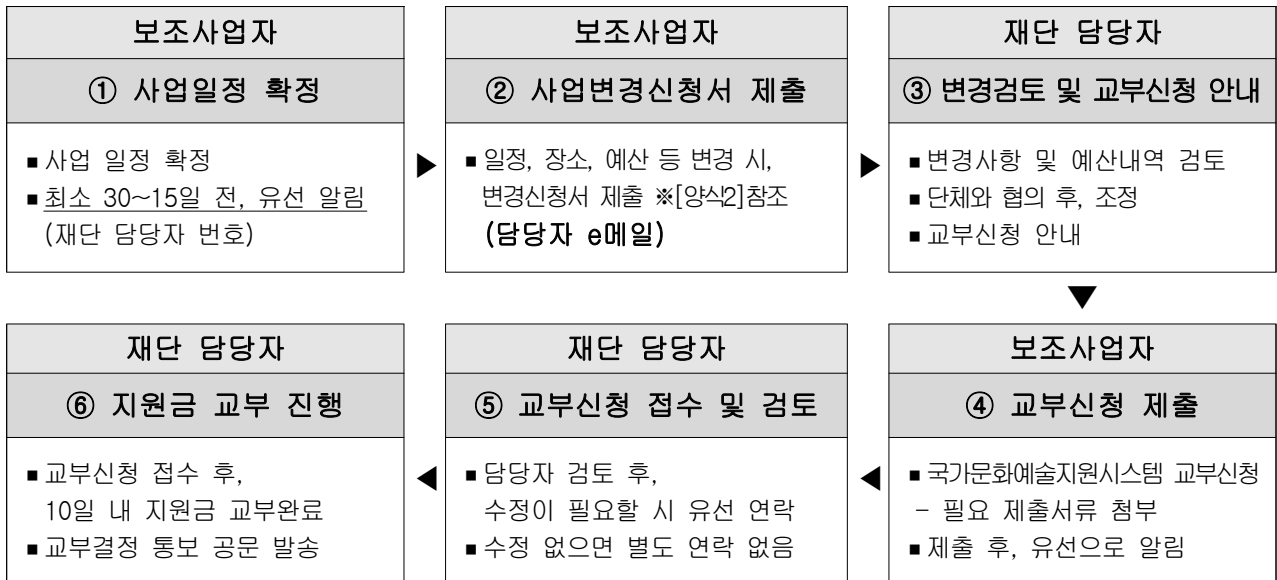 보조사업자
① 사업일정 확정
■ 사업 일정 확정
■ 최소 30~15일 전, 유선 알림
(재단 담당자 번호)
▶
보조사업자
② 사업변경신청서 제출
■ 일정, 장소, 예산 등 변경 시,
변경신청서 제출 ※[양식2]참조
(담당자 e메일)
▶
재단 담당자
③ 변경검토 및 교부신청 안내
■ 변경사항 및 예산내역 검토
■ 단체와 협의 후, 조정
■ 교부신청 안내
▼
보조사업자
④ 교부신청 제출
■ 국가문화예술지원시스템 교부신청
- 필요 제출서류 첨부
■ 제출 후, 유선으로 알림
◀
재단 담당자
⑤ 교부신청 접수 및 검토
■ 담당자 검토 후,
수정이 필요할 시 유선 연락
■ 수정 없으면 별도 연락 없음
◀
재단 담당자
⑥ 지원금 교부 진행
■ 교부신청 접수 후,
10일 내 지원금 교부완료
■ 교부결정 통보 공문 발송